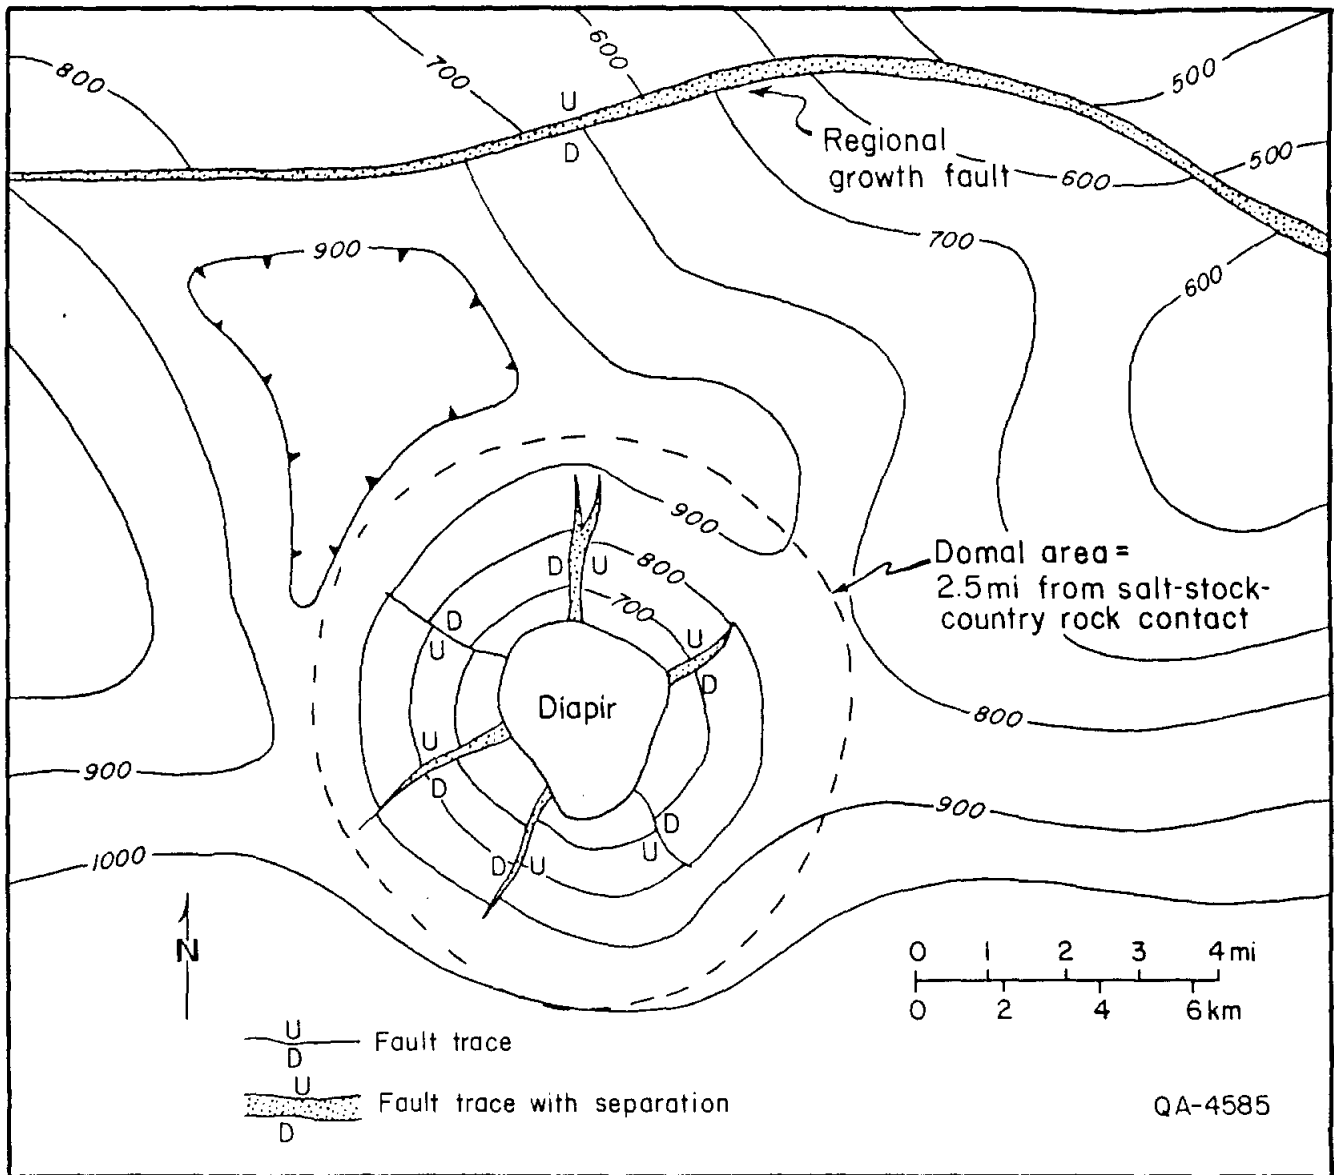 600
800
700
500
U
D
Regional
growth fault
500
600
700
900
600
900
Domal area =
2.5 mi from salt-stock-
country rock contact
D U
800
700
D
U
U
D
Diapir
800
U
D
900
900
D
U
D U
1000
N
0 1 2 3 4 mi
0 2 4 6 km
U
D
Fault trace
U
D
Fault trace with separation
QA-4585